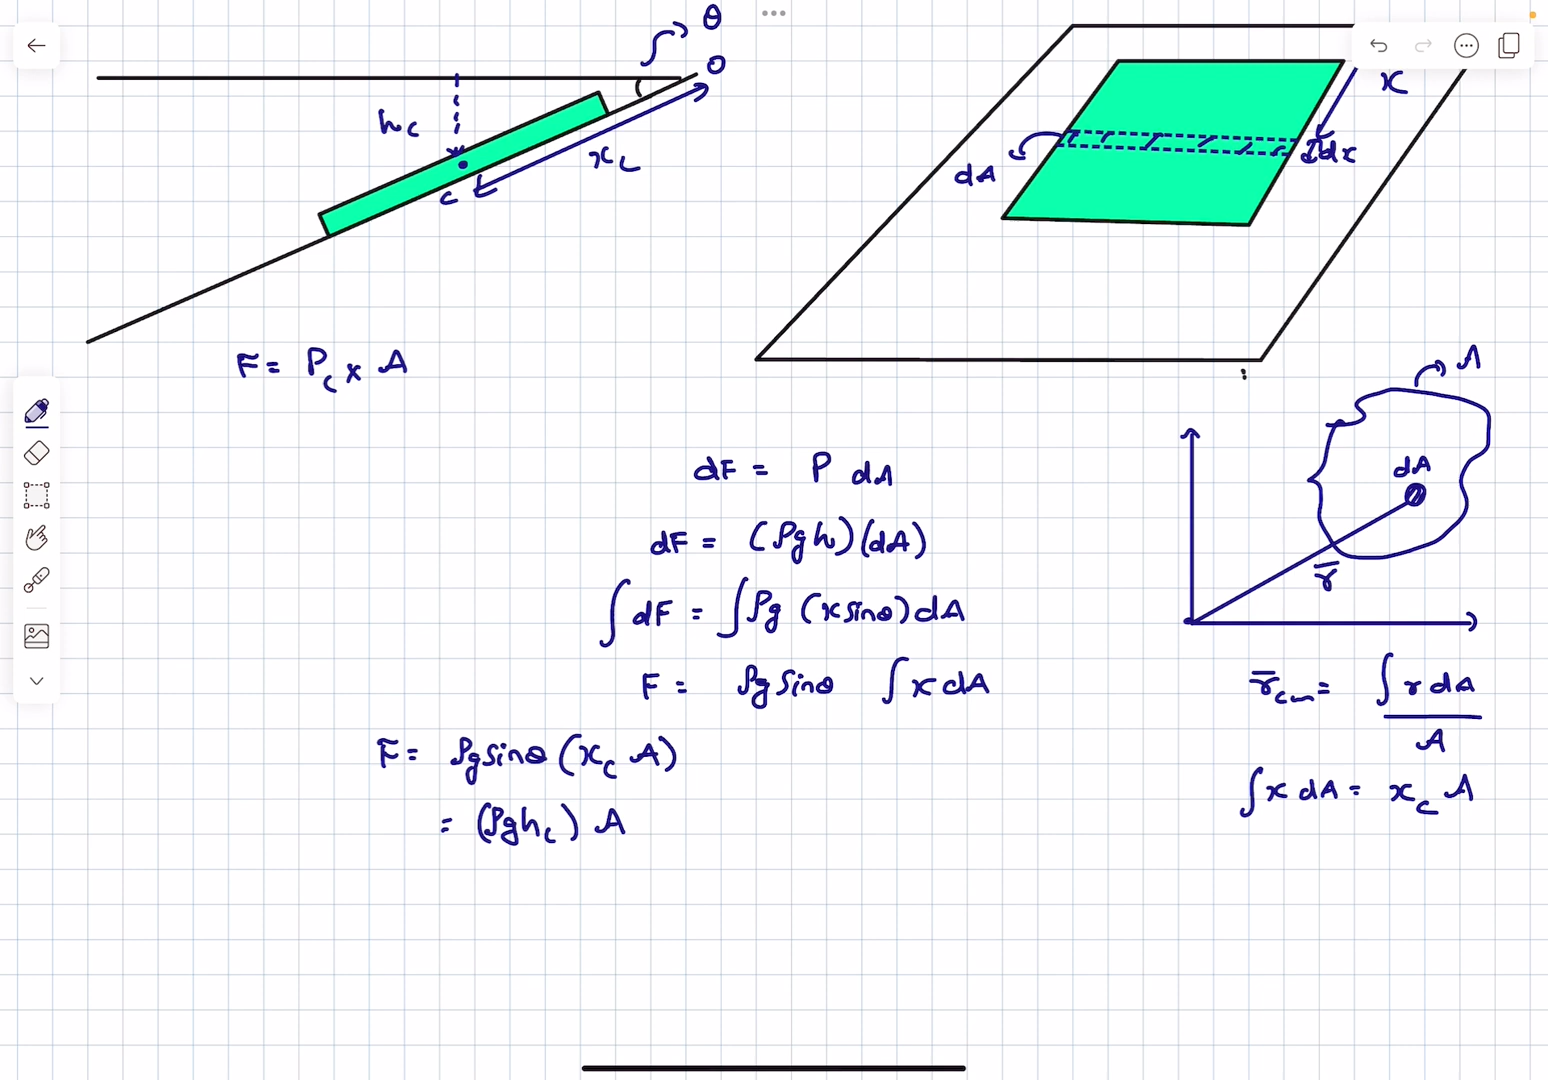 θ
O
h_c
x_c
c
x
dx
dA
F = P_c x A
A
dA
r̅
dF = P dA
dF = (ρgh)(dA)
∫dF = ∫ρg (x sinθ) dA
F = ρg sinθ ∫x dA
r̅_cm = ∫r dA / A
F = ρg sinθ (x_c A)
∫x dA = x_c A
= (ρgh_c) A